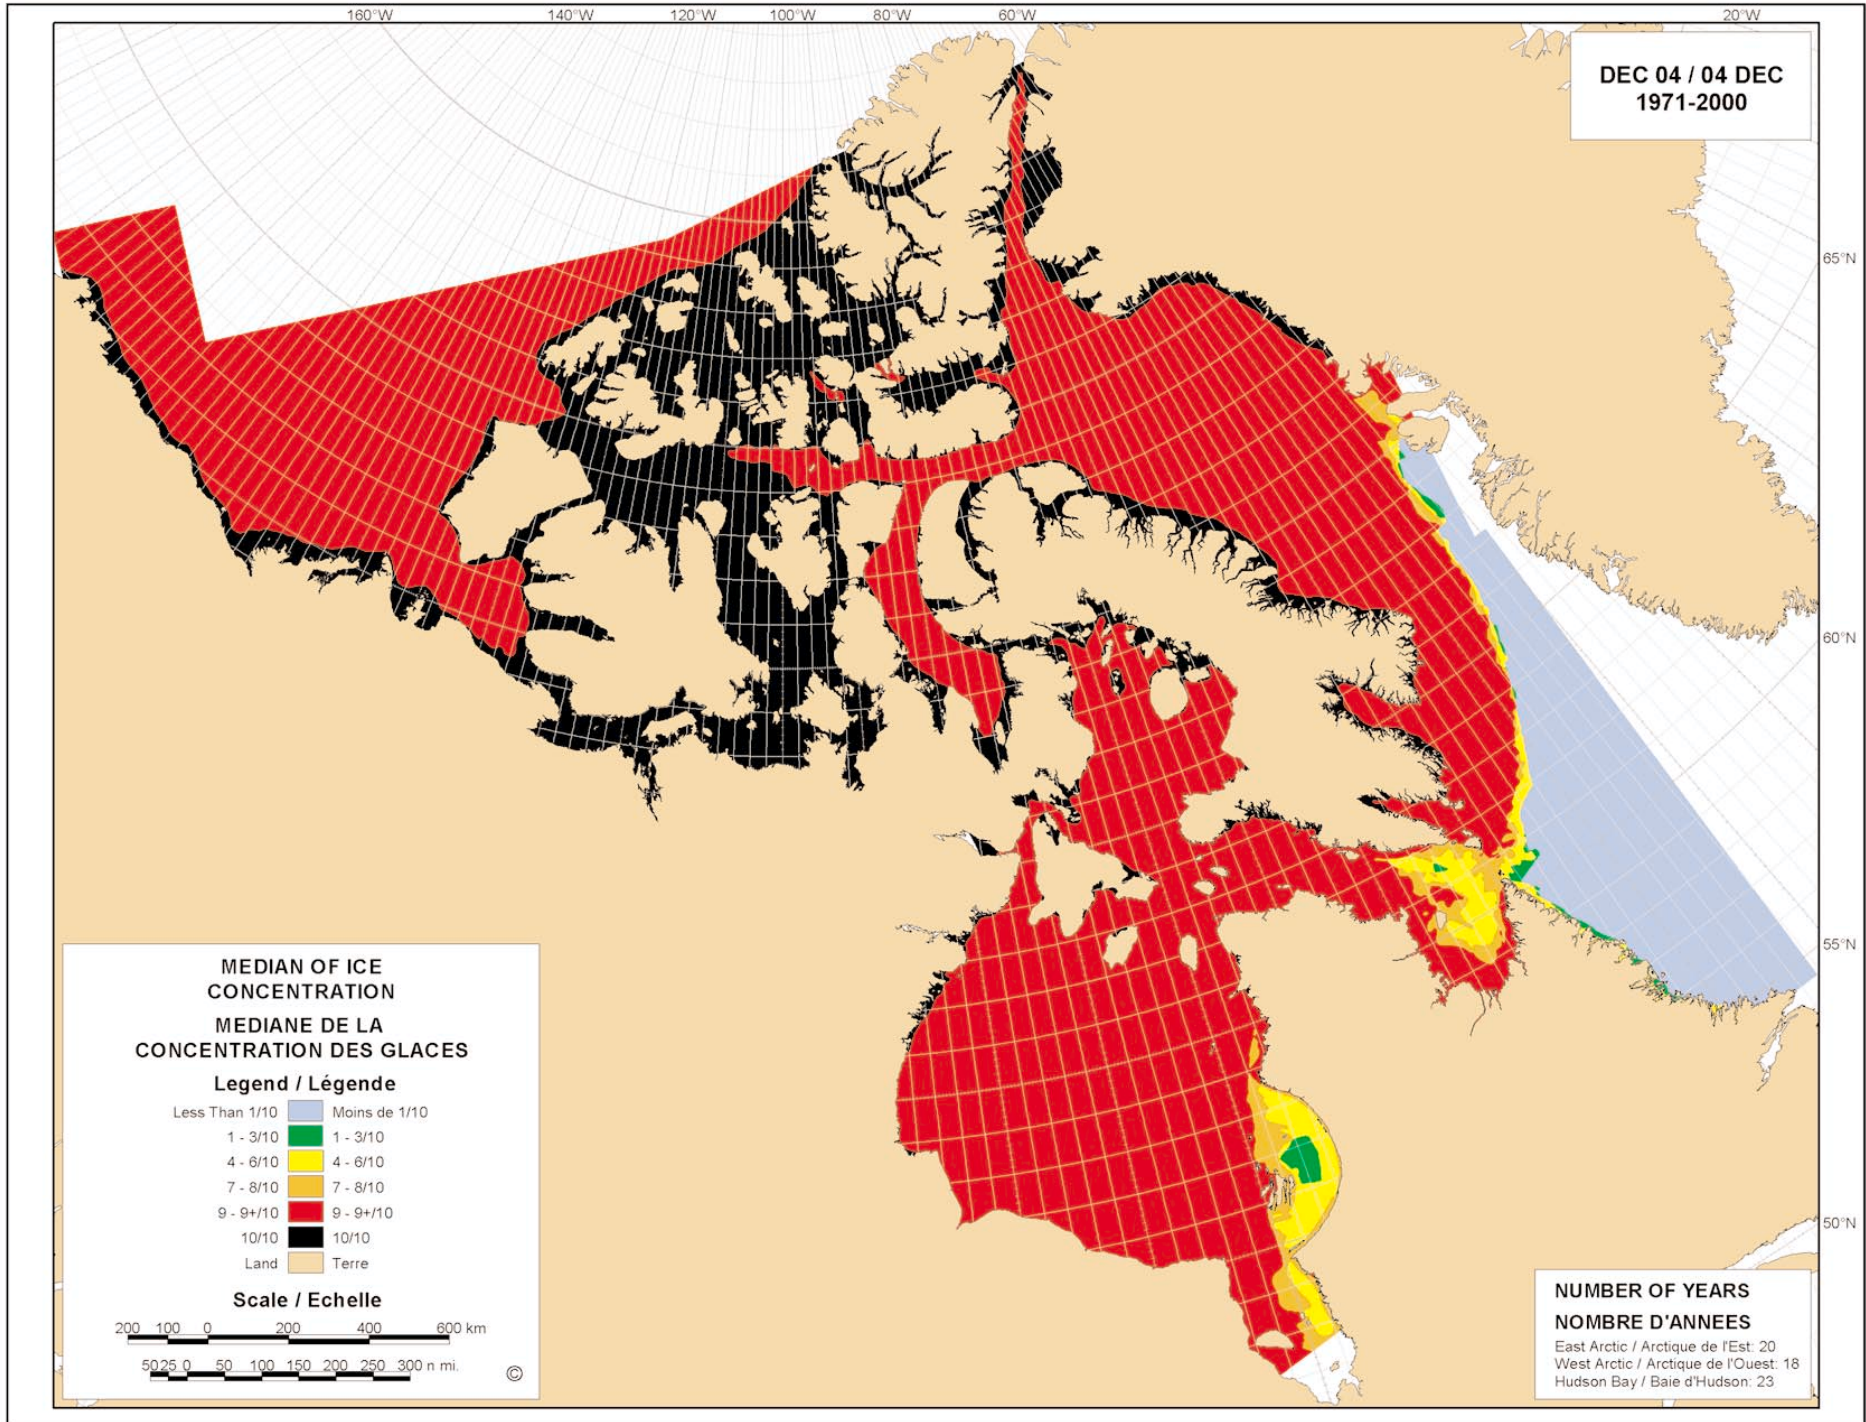 160°W 140°W 120°W 100°W 80°W 60°W 20°W
DEC 04 / 04 DEC
1971-2000
65°N
60°N
55°N
50°N
MEDIAN OF ICE
CONCENTRATION
MEDIANE DE LA
CONCENTRATION DES GLACES
Legend / Légende
Less Than 1/10 Moins de 1/10
1 - 3/10 1 - 3/10
4 - 6/10 4 - 6/10
7 - 8/10 7 - 8/10
9 - 9+/10 9 - 9+/10
10/10 10/10
Land Terre
Scale / Echelle
200 100 0 200 400 600 km
50 25 0 50 100 150 200 250 300 n mi.
©
NUMBER OF YEARS
NOMBRE D'ANNEES
East Arctic / Arctique de l'Est: 20
West Arctic / Arctique de l'Ouest: 18
Hudson Bay / Baie d'Hudson: 23